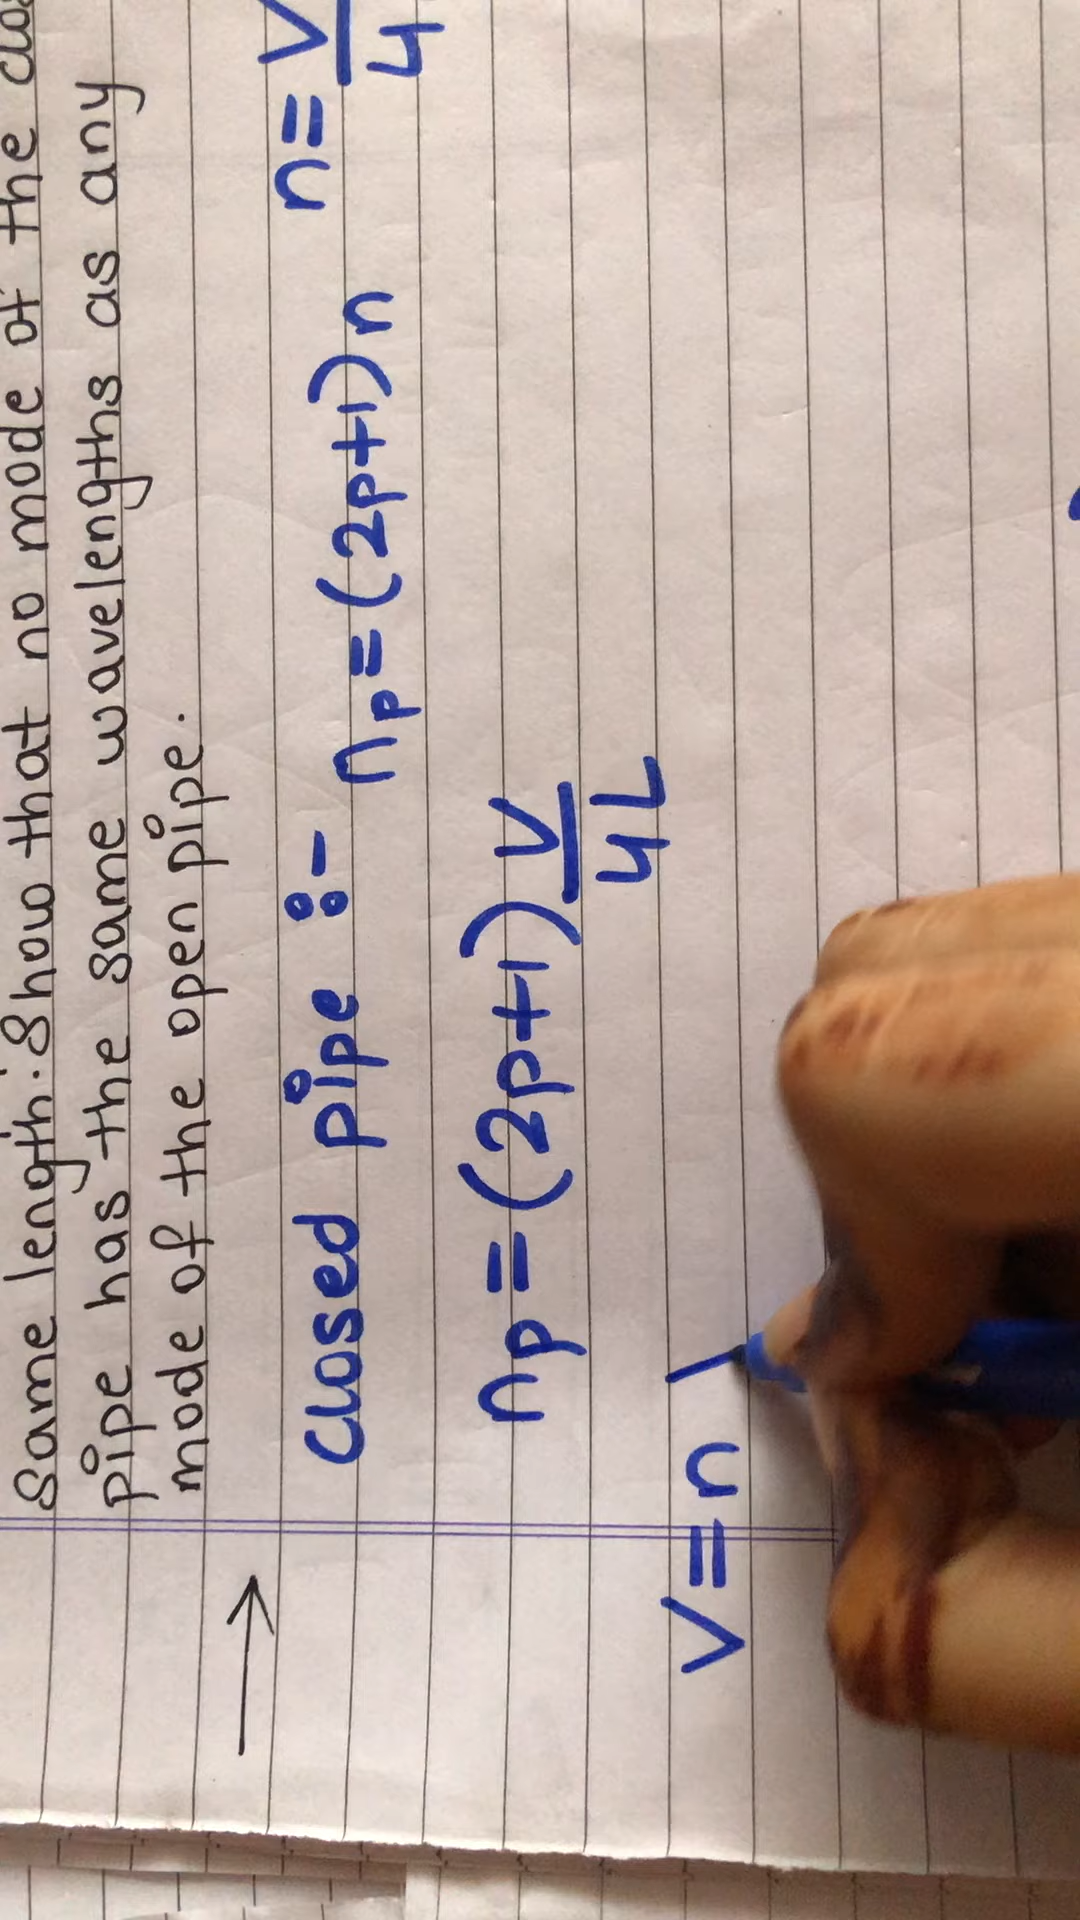 Same length. Show that no mode of the
pipe has the same wavelengths as any
mode of the open pipe.
→ closed pipe :- np = (2p+1)n n = V/4
np = (2p+1) V/4L
V = n